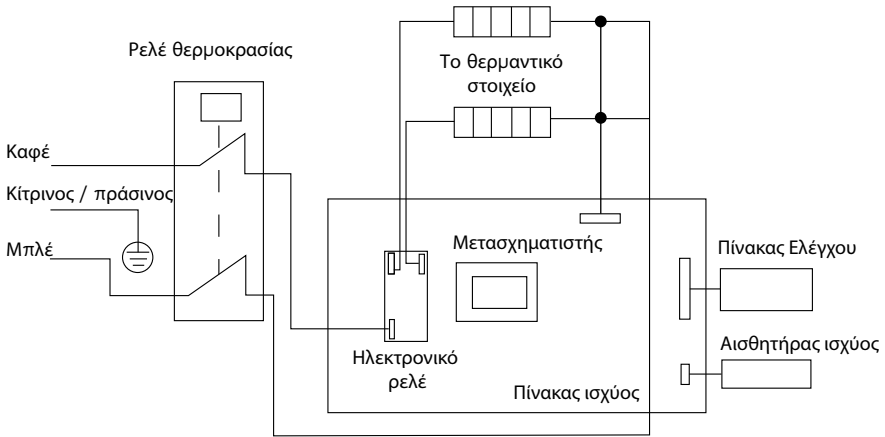 Ρελέ θερμοκρασίας
Το θερμαντικό
στοιχείο
Καφέ
Κίτρινος / πράσινος
Μπλέ
Μετασχηματιστής
Πίνακας Ελέγχου
Ηλεκτρονικό
ρελέ
Αισθητήρας ισχύος
Πίνακας ισχύος